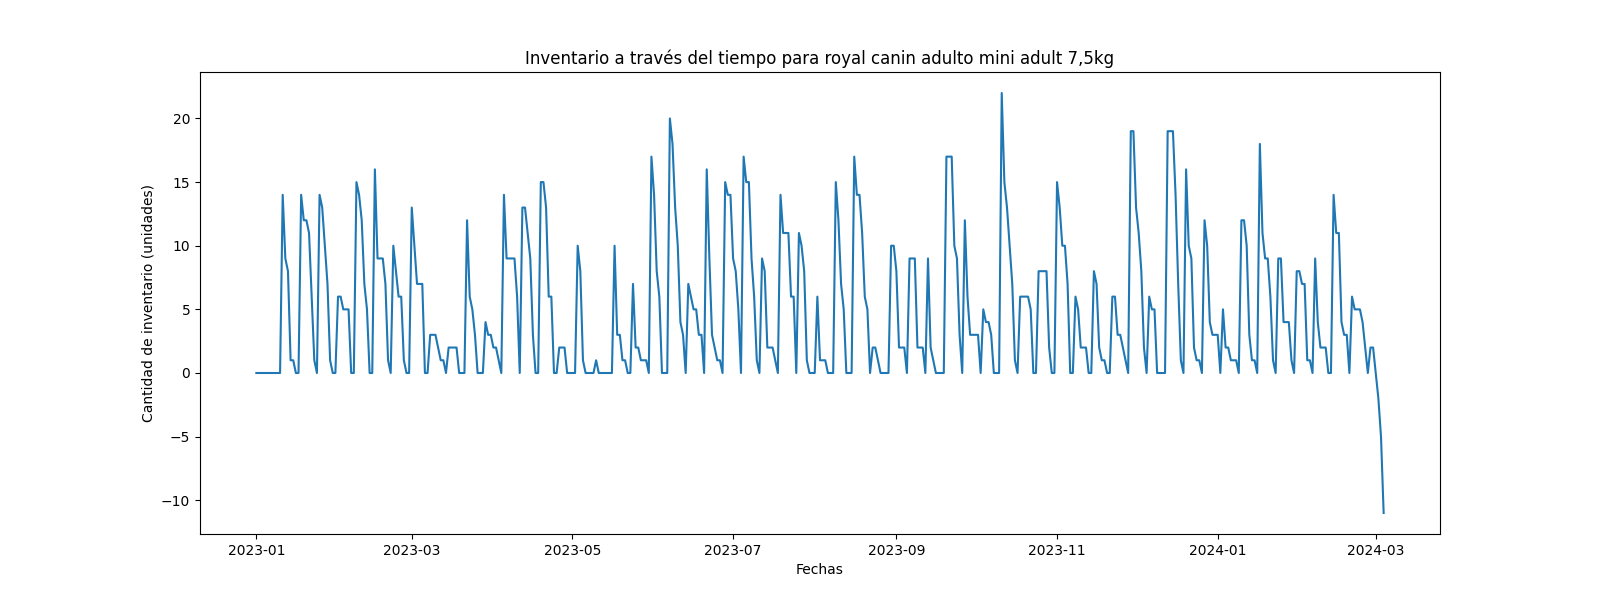 Inventario a través del tiempo para royal canin adulto mini adult 7,5kg
Cantidad de inventario (unidades)
20
15
10
5
0
−5
−10
2023-01 2023-03 2023-05 2023-07 2023-09 2023-11 2024-01 2024-03
Fechas